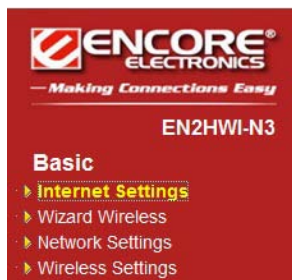 ENCORE®
ELECTRONICS
—Making Connections Easy
EN2HWI-N3
Basic
Internet Settings
Wizard Wireless
Network Settings
Wireless Settings